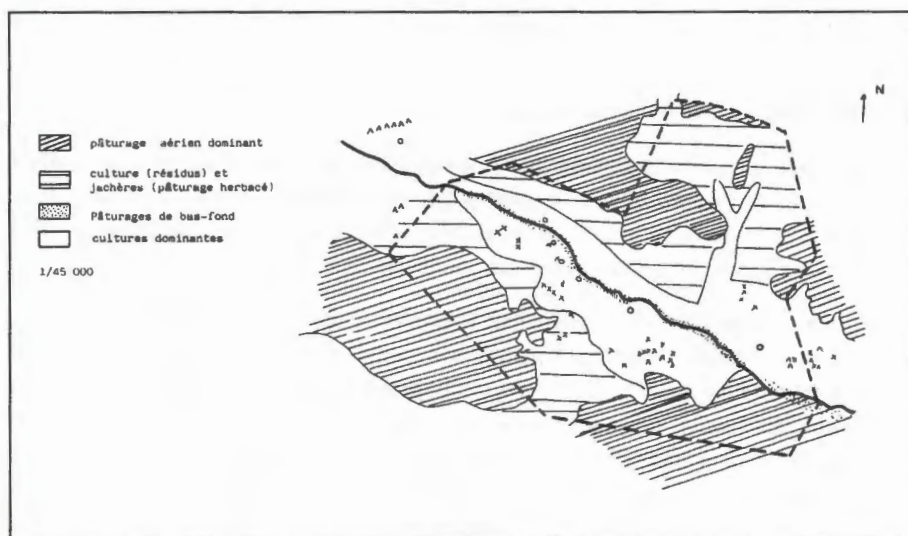 N
pâturage aérien dominant
culture (résidus) et
jachères (pâturage herbacé)
Pâturages de bas-fond
cultures dominantes
1/45 000